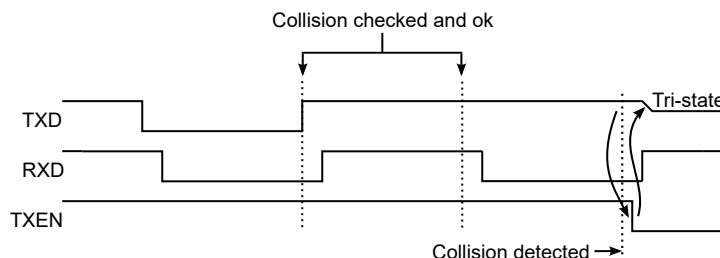 Collision checked and ok
TXD
Tri-state
RXD
TXEN
Collision detected